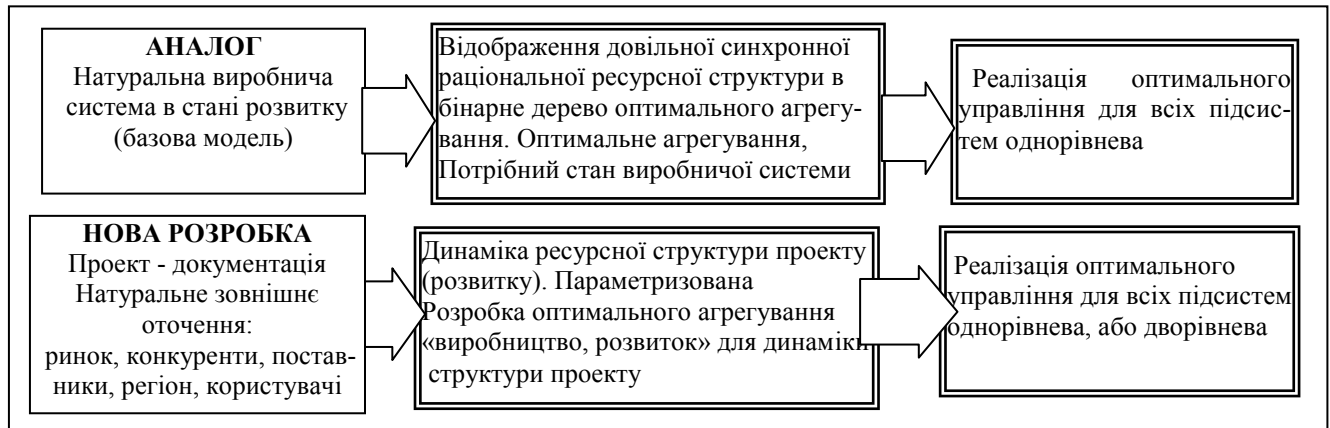 АНАЛОГ
Натуральна виробнича
система в стані розвитку
(базова модель)
Відображення довільної синхронної
раціональної ресурсної структури в
бінарне дерево оптимального агрегу-
вання. Оптимальне агрегування,
Потрібний стан виробничої системи
Реалізація оптимального
управління для всіх підсис-
тем однорівнева
НОВА РОЗРОБКА
Проект - документація
Натуральне зовнішнє
оточення:
ринок, конкуренти, постав-
ники, регіон, користувачі
Динаміка ресурсної структури проекту
(розвитку). Параметризована
Розробка оптимального агрегування
«виробництво, розвиток» для динаміки
структури проекту
Реалізація оптимального
управління для всіх підсистем
однорівнева, або дворівнева